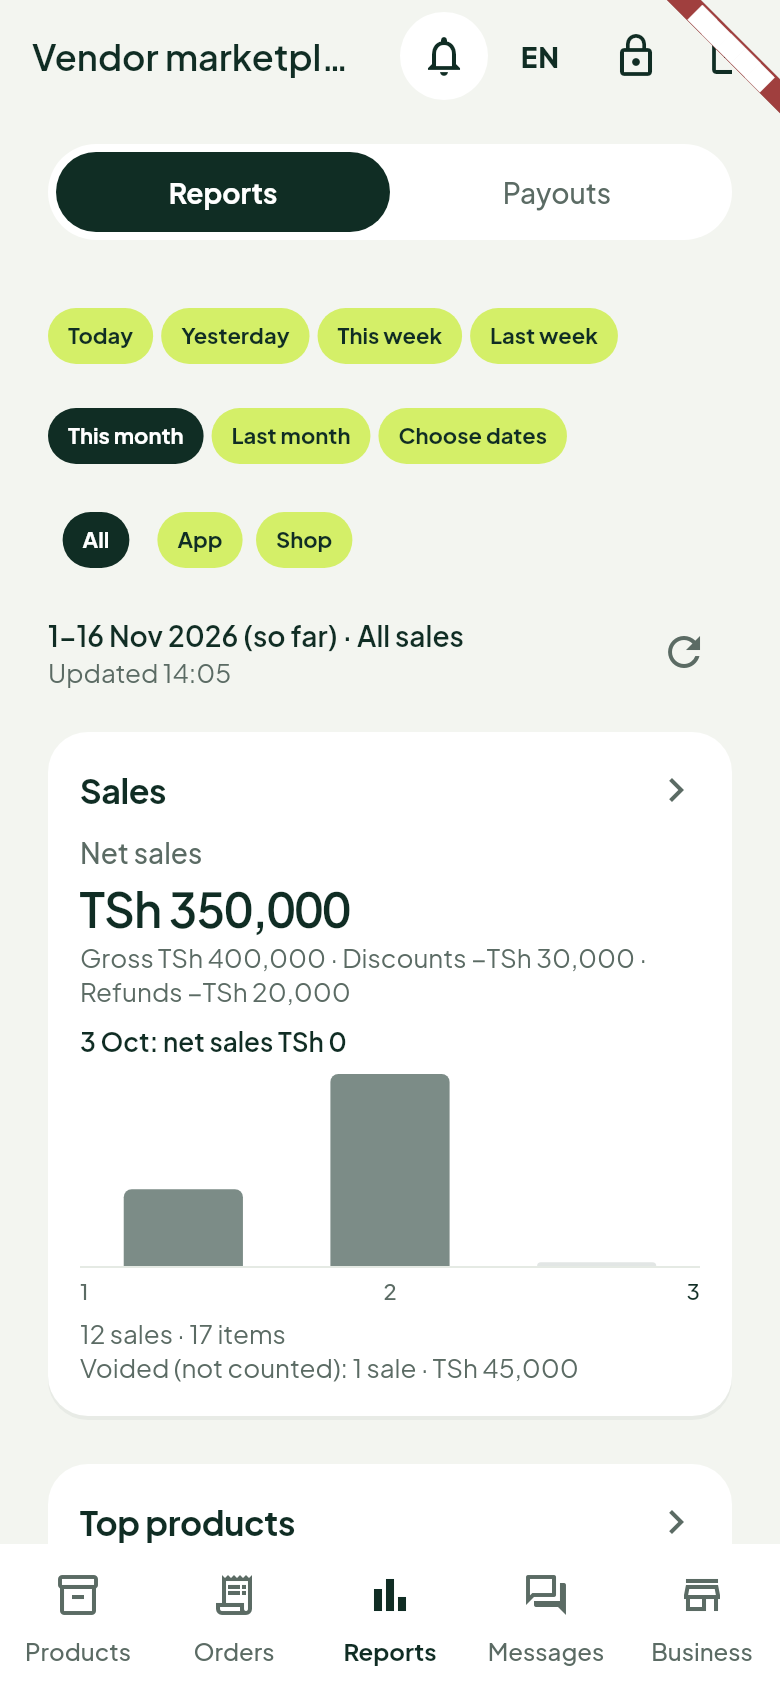 Vendor marketpl…
EN
Reports
Payouts
Today
Yesterday
This week
Last week
This month
Last month
Choose dates
All
App
Shop
1–16 Nov 2026 (so far) · All sales
Updated 14:05
Sales
Net sales
TSh 350,000
Gross TSh 400,000 · Discounts –TSh 30,000 ·
Refunds –TSh 20,000
3 Oct: net sales TSh 0
1
2
3
12 sales · 17 items
Voided (not counted): 1 sale · TSh 45,000
Top products
Products
Orders
Reports
Messages
Business